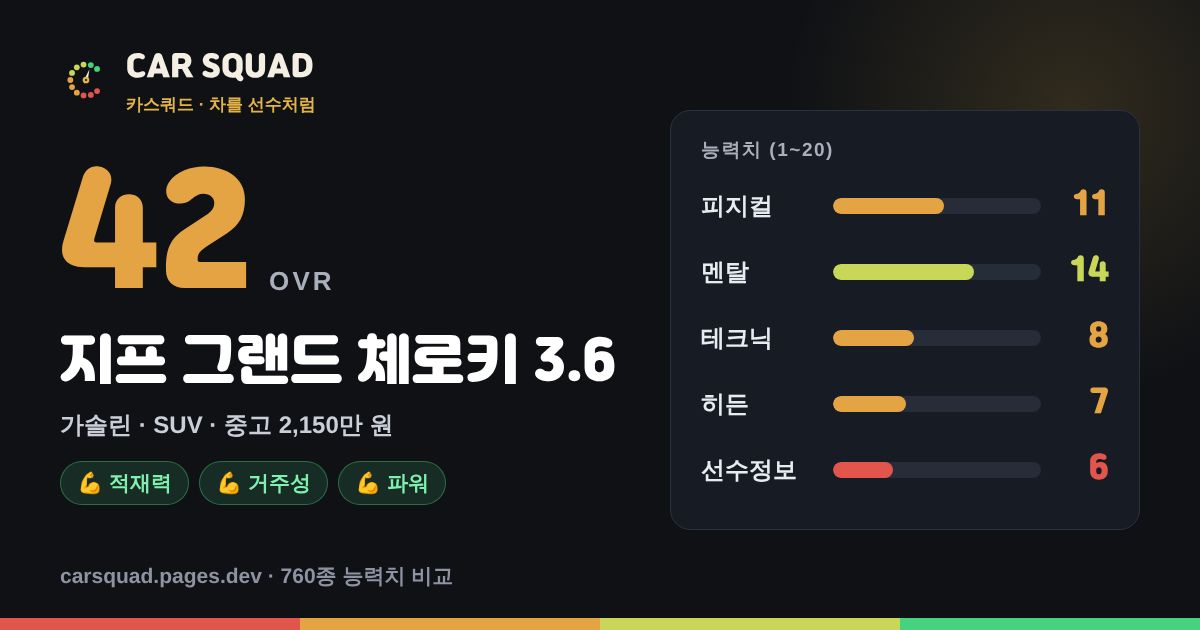 CAR SQUAD
카스쿼드 · 차를 선수처럼
42 OVR
지프 그랜드 체로키 3.6
가솔린 · SUV · 중고 2,150만 원
💪 적재력 💪 거주성 💪 파워
carsquad.pages.dev · 760종 능력치 비교
능력치 (1~20)
피지컬 11
멘탈 14
테크닉 8
히든 7
선수정보 6